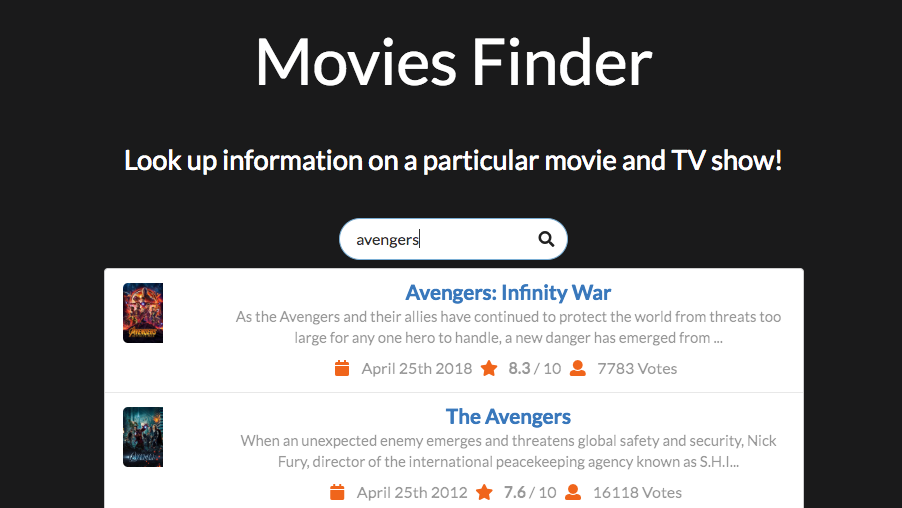 Movies Finder
Look up information on a particular movie and TV show!
avengers
Avengers: Infinity War
As the Avengers and their allies have continued to protect the world from threats too
large for any one hero to handle, a new danger has emerged from ...
April 25th 2018 8.3 / 10 7783 Votes
The Avengers
When an unexpected enemy emerges and threatens global safety and security, Nick
Fury, director of the international peacekeeping agency known as S.H.I...
April 25th 2012 7.6 / 10 16118 Votes